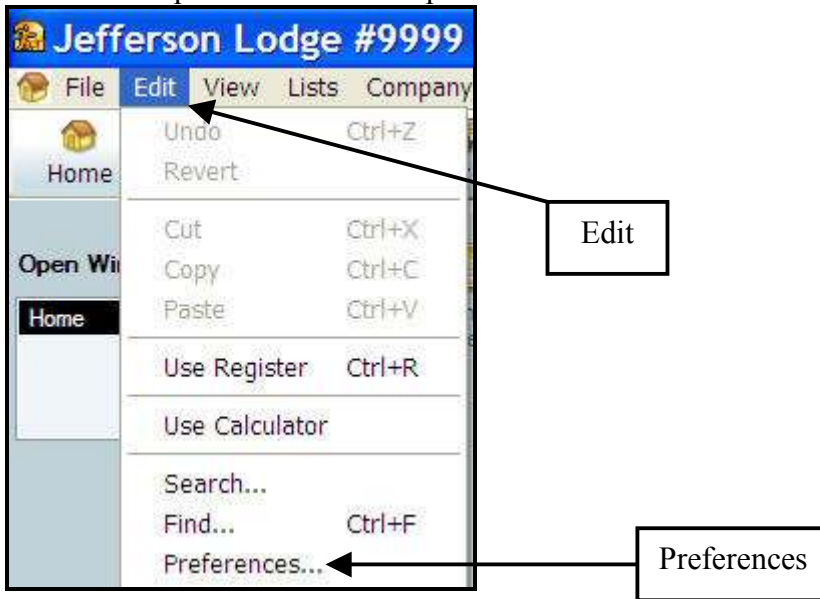 Jefferson Lodge #9999
File Edit View Lists Company
Home
Undo Ctrl+Z
Revert
Cut Ctrl+X
Open Wi
Copy Ctrl+C
Home
Paste Ctrl+V
Use Register Ctrl+R
Use Calculator
Search...
Find... Ctrl+F
Preferences...
Edit
Preferences